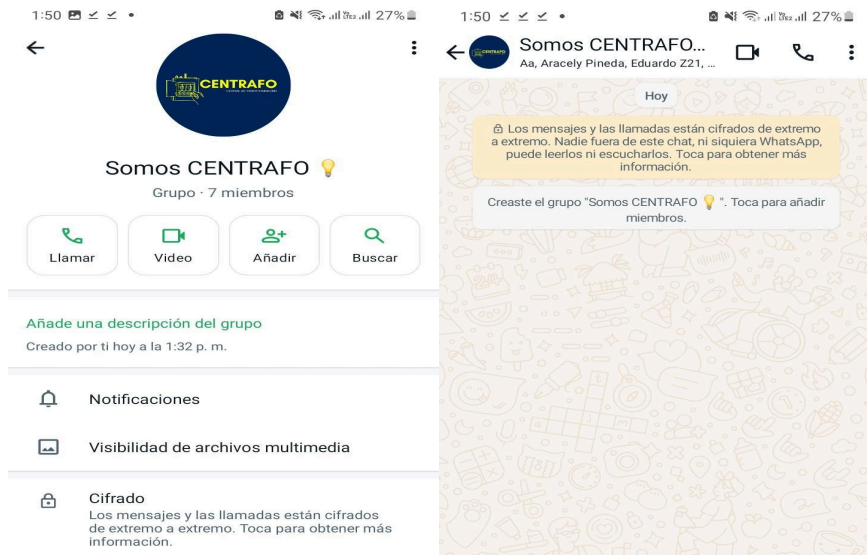 1:50
27%
CENTRAFO
Somos CENTRAFO
Grupo · 7 miembros
Llamar
Video
Añadir
Buscar
Añade una descripción del grupo
Creado por ti hoy a la 1:32 p. m.
Notificaciones
Visibilidad de archivos multimedia
Cifrado
Los mensajes y las llamadas están cifrados
de extremo a extremo. Toca para obtener más
información.
1:50
27%
CENTRAFO
Somos CENTRAFO...
Aa, Aracely Pineda, Eduardo Z21, ...
Hoy
Los mensajes y las llamadas están cifrados de extremo
a extremo. Nadie fuera de este chat, ni siquiera WhatsApp,
puede leerlos ni escucharlos. Toca para obtener más
información.
Creaste el grupo "Somos CENTRAFO 💡 ". Toca para añadir
miembros.